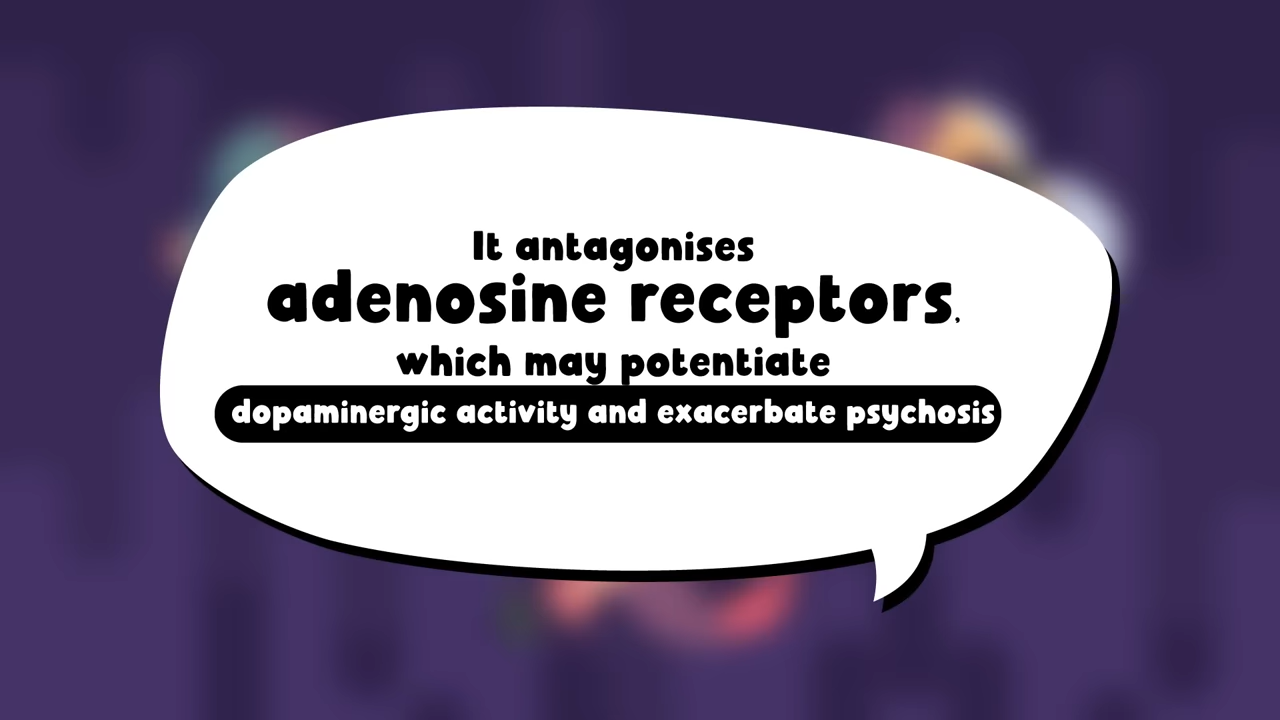 It antagonises
adenosine receptors,
which may potentiate
dopaminergic activity and exacerbate psychosis